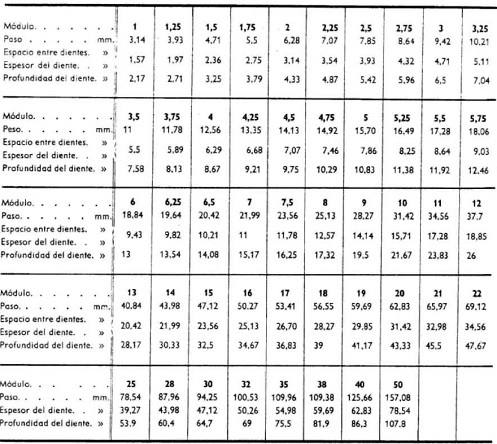 Módulo. . . . . . . 1 1,25 1,5 1,75 2 2,25 2,5 2,75 3 3,25
Paso . . . . . . mm. 3,14 3,93 4,71 5,5 6,28 7,07 7,85 8,64 9,42 10,21
Espacio entre dientes. »
Espesor del diente. . » 1,57 1,97 2,36 2,75 3,14 3,54 3,93 4,32 4,71 5,11
Profundidad del diente. » 2,17 2,71 3,25 3,79 4,33 4,87 5,42 5,96 6,5 7,04
Módulo. . . . . . . 3,5 3,75 4 4,25 4,5 4,75 5 5,25 5,5 5,75
Peso. . . . . . mm. 11 11,78 12,56 13,35 14,13 14,92 15,70 16,49 17,28 18,06
Espacio entre dientes. »
Espesor del diente. . » 5,5 5,89 6,29 6,68 7,07 7,46 7,86 8,25 8,64 9,03
Profundidad del diente. » 7,58 8,13 8,67 9,21 9,75 10,29 10,83 11,38 11,92 12,46
Módulo. . . . . . . 6 6,25 6,5 7 7,5 8 9 10 11 12
Paso. . . . . . mm. 18,84 19,64 20,42 21,99 23,56 25,13 28,27 31,42 34,56 37,7
Espacio entre dientes. »
Espesor del diente. . » 9,43 9,82 10,21 11 11,78 12,57 14,14 15,71 17,28 18,85
Profundidad del diente. » 13 13,54 14,08 15,17 16,25 17,32 19,5 21,67 23,83 26
Módulo. . . . . . . 13 14 15 16 17 18 19 20 21 22
Paso. . . . . . mm. 40,84 43,98 47,12 50,27 53,41 56,55 59,69 62,83 65,97 69,12
Espacio entre dientes. »
Espesor del diente. . » 20,42 21,99 23,56 25,13 26,70 28,27 29,85 31,42 32,98 34,56
Profundidad del diente. » 28,17 30,33 32,5 34,67 36,83 39 41,17 43,33 45,5 47,67
Módulo. . . . . . . 25 28 30 32 35 38 40 50
Paso. . . . . . mm. 78,54 87,96 94,25 100,53 109,96 109,38 125,66 157,08
Espesor del diente. . » 39,27 43,98 47,12 50,26 54,98 59,69 62,83 78,54
Profundidad del diente. » 53,9 60,4 64,7 69 75,5 81,9 86,3 107,8